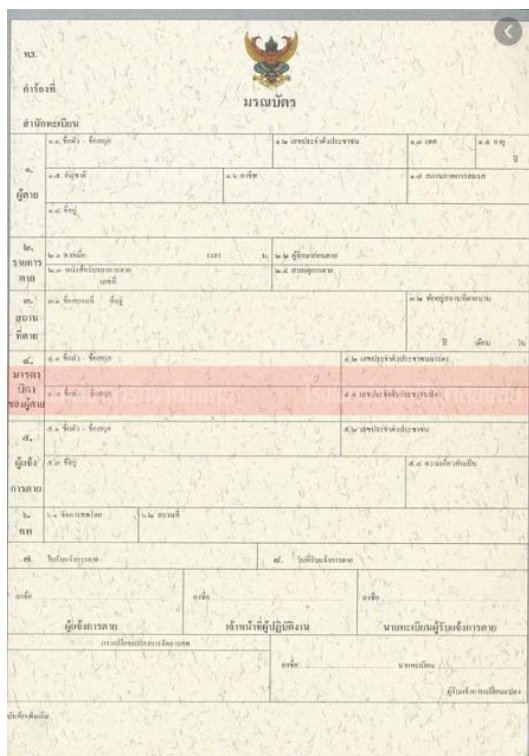 ทร.
คำร้องที่
มรณบัตร
สำนักทะเบียน
๑.
ผู้ตาย
๑.๑ ชื่อตัว - ชื่อสกุล
๑.๒ เลขประจำตัวประชาชน
๑.๓ เพศ
๑.๔ อายุ
ปี
๑.๕ สัญชาติ
๑.๖ อาชีพ
๑.๗ สถานภาพการสมรส
๑.๘ ที่อยู่
๒.
รายการ
ตาย
๒.๑ ตายเมื่อ เวลา น.
๒.๒ ผู้รักษาก่อนตาย
๒.๓ หนังสือรับรองการตาย
เลขที่
๒.๔ สาเหตุการตาย
๓.
สถาน
ที่ตาย
๓.๑ ที่อยู่
๓.๒ พักอยู่สถานที่ตายนาน
ปี เดือน วัน
๔.
มารดา
บิดา
ของผู้ตาย
๔.๑ ชื่อตัว - ชื่อสกุล
๔.๒ เลขประจำตัวประชาชนมารดา
๔.๓ ชื่อตัว - ชื่อสกุล
๔.๔ เลขประจำตัวประชาชนบิดา
๕.
ผู้แจ้ง
การตาย
๕.๑ ชื่อตัว - ชื่อสกุล
๕.๒ เลขประจำตัวประชาชน
๕.๓ ที่อยู่
๕.๔ ความเกี่ยวพันเป็น
๖.
ศพ
๖.๑ จัดการศพโดย
๖.๒ สถานที่
๗. ใบรับแจ้งการตาย
๘. วันที่รับแจ้งการตาย
ลงชื่อ
ผู้แจ้งการตาย
ลงชื่อ
เจ้าหน้าที่ผู้ปฏิบัติงาน
ลงชื่อ
นายทะเบียนผู้รับแจ้งการตาย
การเปลี่ยนแปลงการจัดการศพ
ลงชื่อ นายทะเบียน
ผู้รับแจ้งการเปลี่ยนแปลง
บันทึกเพิ่มเติม